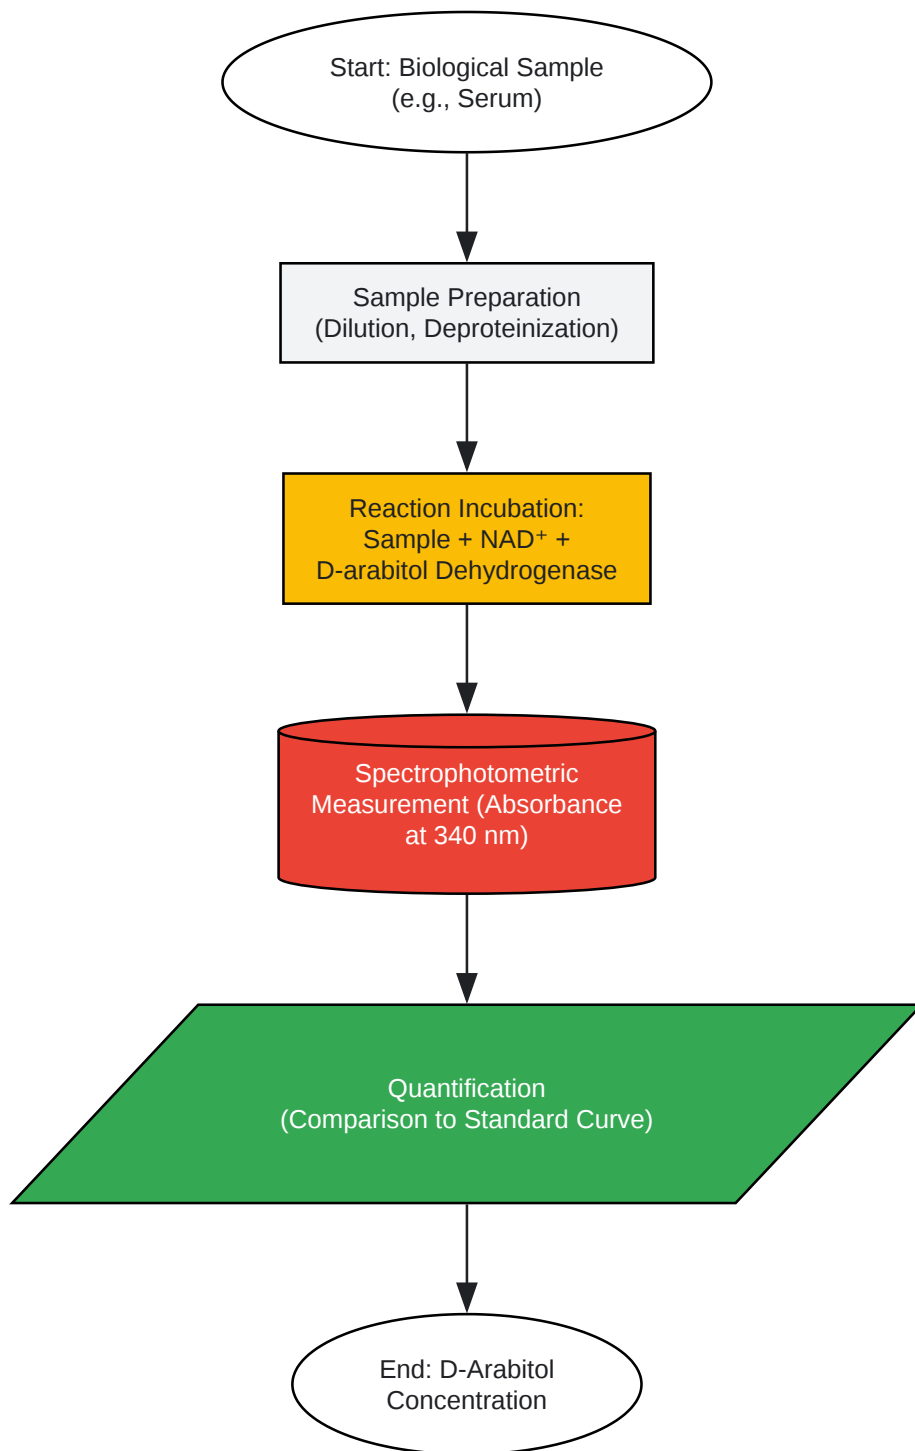 Start: Biological Sample
(e.g., Serum)
Sample Preparation
(Dilution, Deproteinization)
Reaction Incubation:
Sample + NAD⁺ +
D-arabitol Dehydrogenase
Spectrophotometric
Measurement (Absorbance
at 340 nm)
Quantification
(Comparison to Standard Curve)
End: D-Arabitol
Concentration